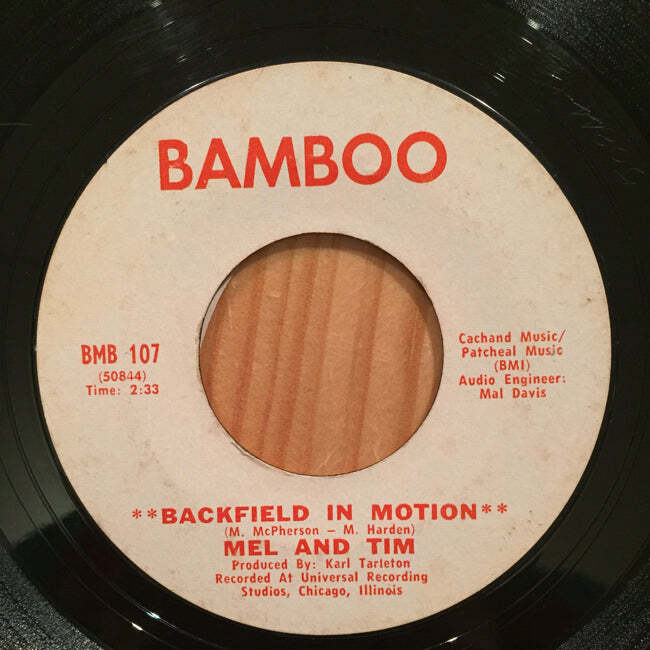 BAMBOO
BMB 107
(50844)
Time: 2:33
Cachand Music/
Patcheal Music
(BMI)
Audio Engineer:
Mal Davis
**BACKFIELD IN MOTION**
(M. McPherson – M. Harden)
MEL AND TIM
Produced By: Karl Tarleton
Recorded At Universal Recording
Studios, Chicago, Illinois